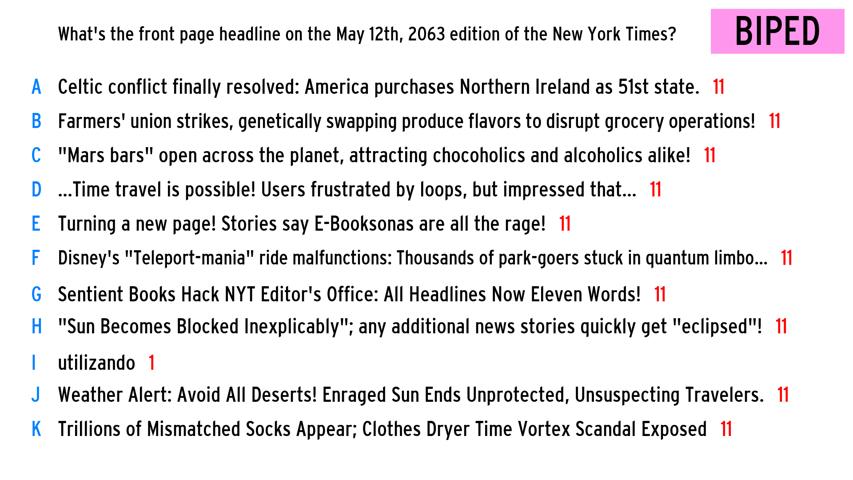 What's the front page headline on the May 12th, 2063 edition of the New York Times?
BIPED
A Celtic conflict finally resolved: America purchases Northern Ireland as 51st state. 11
B Farmers' union strikes, genetically swapping produce flavors to disrupt grocery operations! 11
C "Mars bars" open across the planet, attracting chocoholics and alcoholics alike! 11
D ...Time travel is possible! Users frustrated by loops, but impressed that... 11
E Turning a new page! Stories say E-Booksonas are all the rage! 11
F Disney's "Teleport-mania" ride malfunctions: Thousands of park-goers stuck in quantum limbo... 11
G Sentient Books Hack NYT Editor's Office: All Headlines Now Eleven Words! 11
H "Sun Becomes Blocked Inexplicably"; any additional news stories quickly get "eclipsed"! 11
I utilizando 1
J Weather Alert: Avoid All Deserts! Enraged Sun Ends Unprotected, Unsuspecting Travelers. 11
K Trillions of Mismatched Socks Appear; Clothes Dryer Time Vortex Scandal Exposed 11